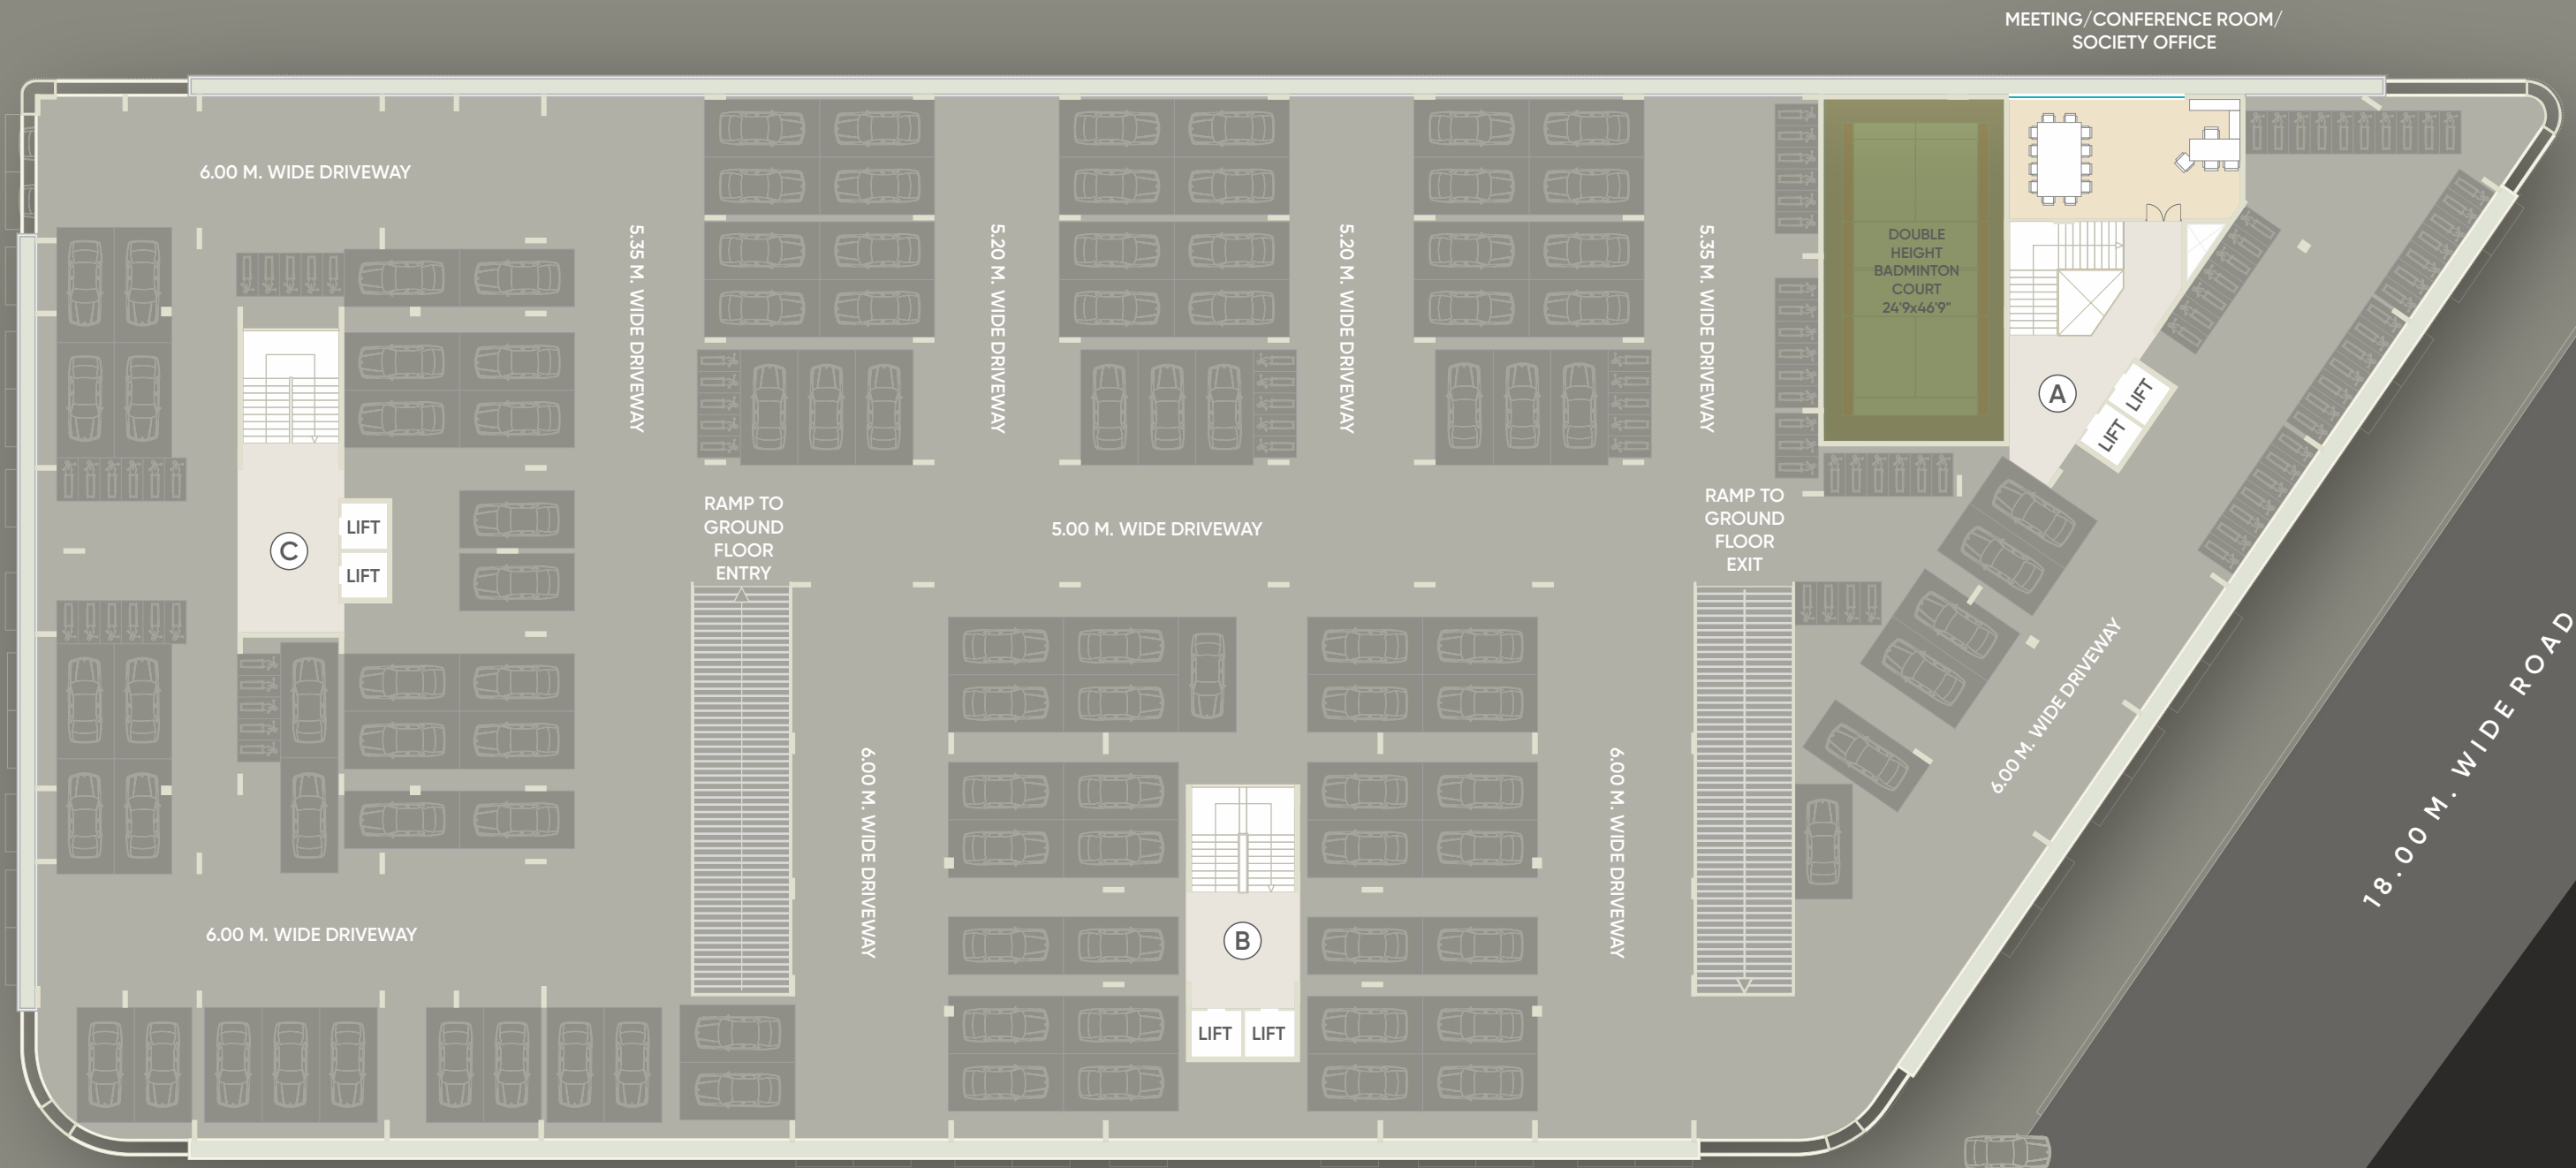 MEETING/CONFERENCE ROOM/
SOCIETY OFFICE
6.00 M. WIDE DRIVEWAY
5.35 M. WIDE DRIVEWAY
5.20 M. WIDE DRIVEWAY
5.20 M. WIDE DRIVEWAY
5.35 M. WIDE DRIVEWAY
DOUBLE
HEIGHT
BADMINTON
COURT
24'9x46'9"
A
LIFT
LIFT
C
LIFT
LIFT
RAMP TO
GROUND
FLOOR
ENTRY
5.00 M. WIDE DRIVEWAY
RAMP TO
GROUND
FLOOR
EXIT
6.00 M. WIDE DRIVEWAY
6.00 M. WIDE DRIVEWAY
6.00 M. WIDE DRIVEWAY
18.00 M. WIDE ROAD
6.00 M. WIDE DRIVEWAY
B
LIFT
LIFT